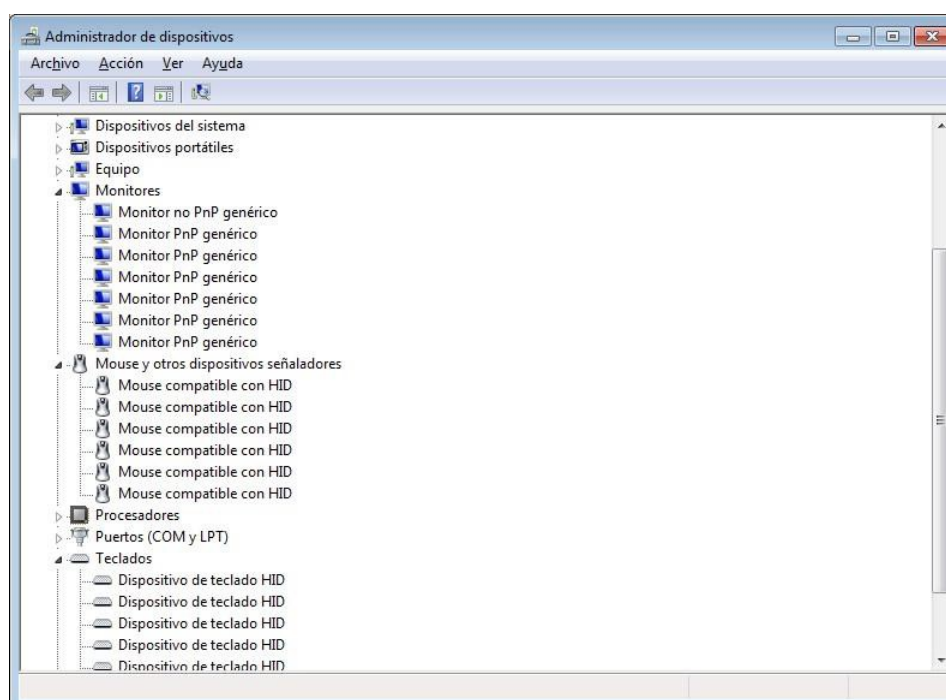 Administrador de dispositivos
Archivo Acción Ver Ayuda
Dispositivos del sistema
Dispositivos portátiles
Equipo
Monitores
Monitor no PnP genérico
Monitor PnP genérico
Monitor PnP genérico
Monitor PnP genérico
Monitor PnP genérico
Monitor PnP genérico
Monitor PnP genérico
Mouse y otros dispositivos señaladores
Mouse compatible con HID
Mouse compatible con HID
Mouse compatible con HID
Mouse compatible con HID
Mouse compatible con HID
Mouse compatible con HID
Procesadores
Puertos (COM y LPT)
Teclados
Dispositivo de teclado HID
Dispositivo de teclado HID
Dispositivo de teclado HID
Dispositivo de teclado HID
Dispositivo de teclado HID